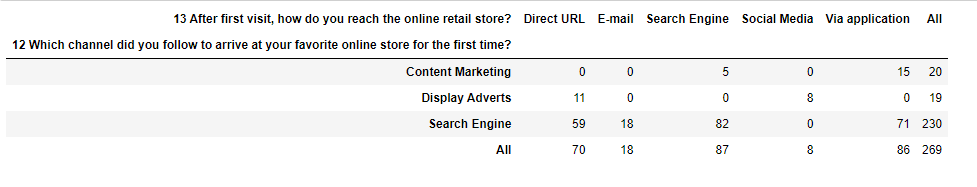 13 After first visit, how do you reach the online retail store? Direct URL E-mail Search Engine Social Media Via application All
12 Which channel did you follow to arrive at your favorite online store for the first time?
Content Marketing 0 0 5 0 15 20
Display Adverts 11 0 0 8 0 19
Search Engine 59 18 82 0 71 230
All 70 18 87 8 86 269